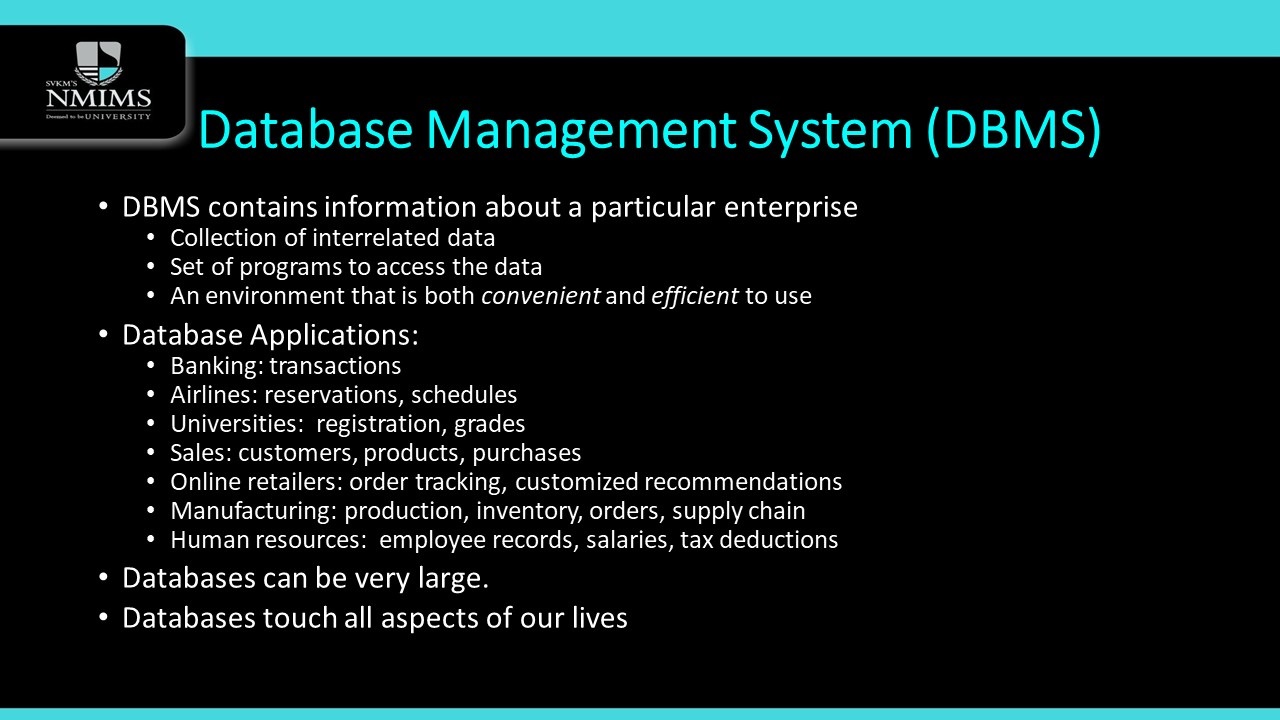 SVKM'S
NMIMS
Deemed to be UNIVERSITY
Database Management System (DBMS)
• DBMS contains information about a particular enterprise
• Collection of interrelated data
• Set of programs to access the data
• An environment that is both convenient and efficient to use
• Database Applications:
• Banking: transactions
• Airlines: reservations, schedules
• Universities:  registration, grades
• Sales: customers, products, purchases
• Online retailers: order tracking, customized recommendations
• Manufacturing: production, inventory, orders, supply chain
• Human resources:  employee records, salaries, tax deductions
• Databases can be very large.
• Databases touch all aspects of our lives